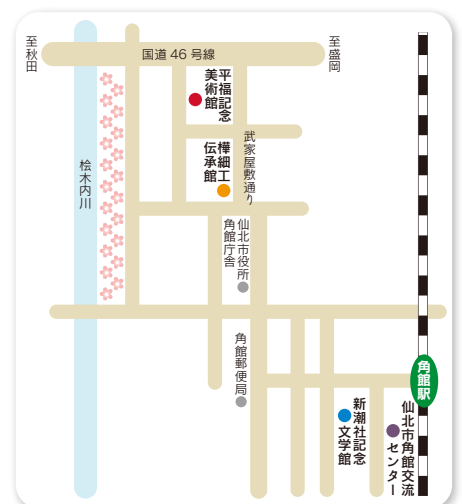 至秋田
国道 46 号線
至盛岡
平福記念
美術館
武家屋敷通り
樺細工
伝承館
桧木内川
仙北市役所
角館庁舎
角館郵便局
角館駅
新潮社記念
文学館
仙北市角館交流
センター